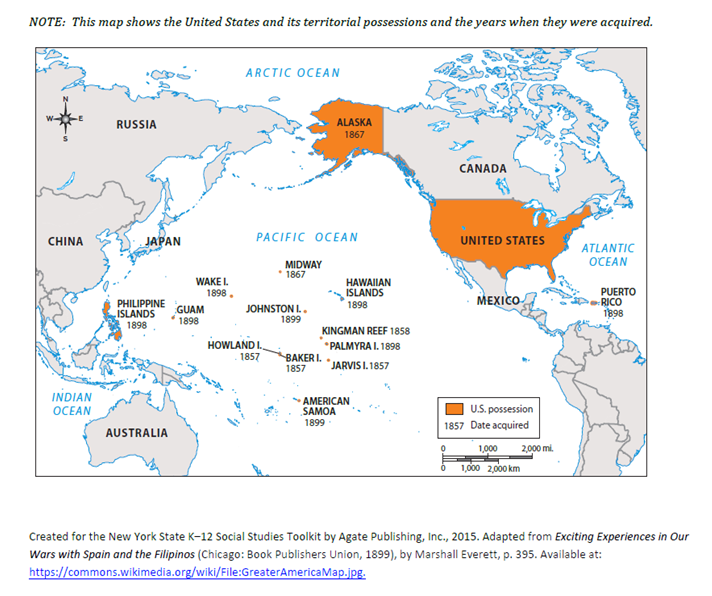 NOTE: This map shows the United States and its territorial possessions and the years when they were acquired.
ARCTIC OCEAN
N
W E
S
RUSSIA
ALASKA
1867
CANADA
CHINA
JAPAN
PACIFIC OCEAN
UNITED STATES
ATLANTIC
OCEAN
MIDWAY
1867
WAKE I.
1898
HAWAIIAN
ISLANDS
1898
MEXICO
PUERTO
RICO
1898
PHILIPPINE
ISLANDS
1898
GUAM
1898
JOHNSTON I.
1899
KINGMAN REEF 1858
PALMYRA I. 1898
HOWLAND I.
1857
BAKER I.
1857
JARVIS I. 1857
INDIAN
OCEAN
AMERICAN
SAMOA
1899
AUSTRALIA
U.S. possession
1857 Date acquired
0 1,000 2,000 mi.
0 1,000 2,000 km
Created for the New York State K–12 Social Studies Toolkit by Agate Publishing, Inc., 2015. Adapted from Exciting Experiences in Our
Wars with Spain and the Filipinos (Chicago: Book Publishers Union, 1899), by Marshall Everett, p. 395. Available at:
https://commons.wikimedia.org/wiki/File:GreaterAmericaMap.jpg.